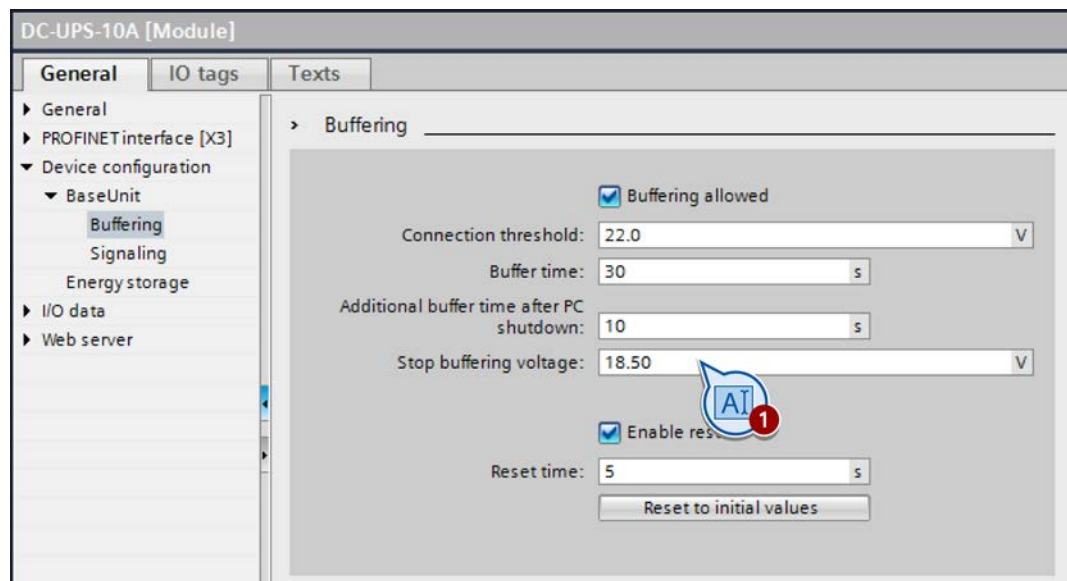 DC-UPS-10A [Module]
General IO tags Texts
General
PROFINET interface [X3]
Device configuration
BaseUnit
Buffering
Signaling
Energy storage
I/O data
Web server
Buffering
Buffering allowed
Connection threshold: 22.0 V
Buffer time: 30 s
Additional buffer time after PC
shutdown: 10 s
Stop buffering voltage: 18.50 V
AI
1
Enable
Reset time: 5 s
Reset to initial values